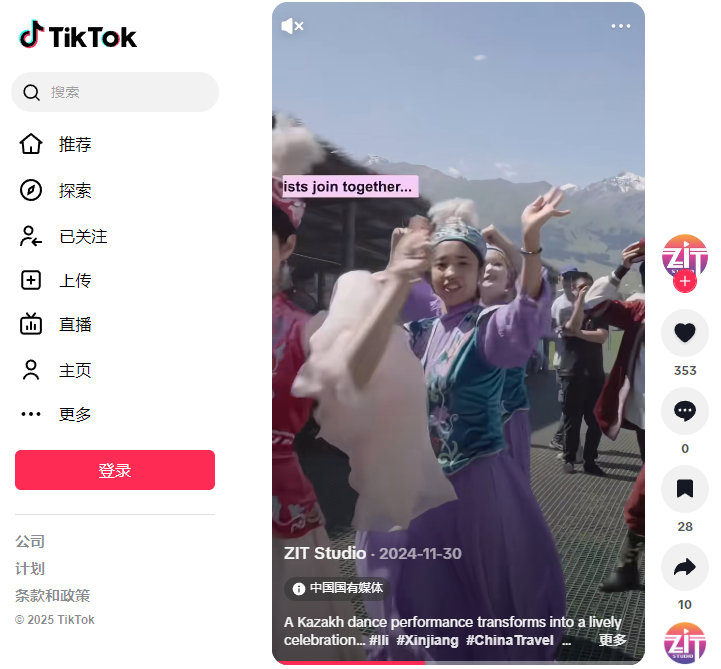 TikTok
搜索
推荐
探索
已关注
上传
直播
主页
更多
登录
公司
计划
条款和政策
© 2025 TikTok
ists join together...
ZIT Studio · 2024-11-30
中国国有媒体
A Kazakh dance performance transforms into a lively
celebration... #Ili #Xinjiang #ChinaTravel ... 更多
ZIT
STUDIO
353
0
28
10
ZIT
STUDIO